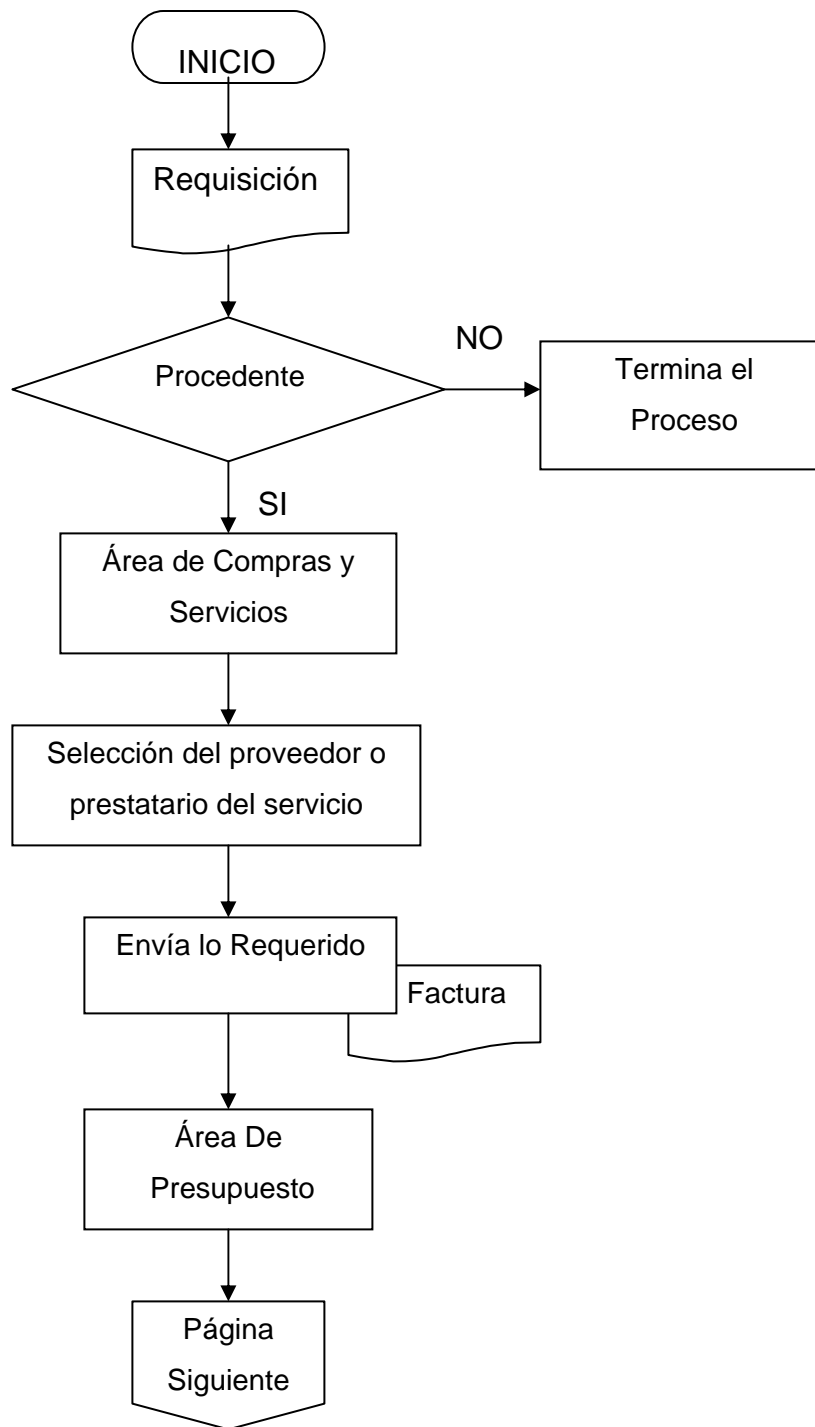 INICIO
Requisición
Procedente
NO
Termina el
Proceso
SI
Área de Compras y
Servicios
Selección del proveedor o
prestatario del servicio
Envía lo Requerido
Factura
Área De
Presupuesto
Página
Siguiente